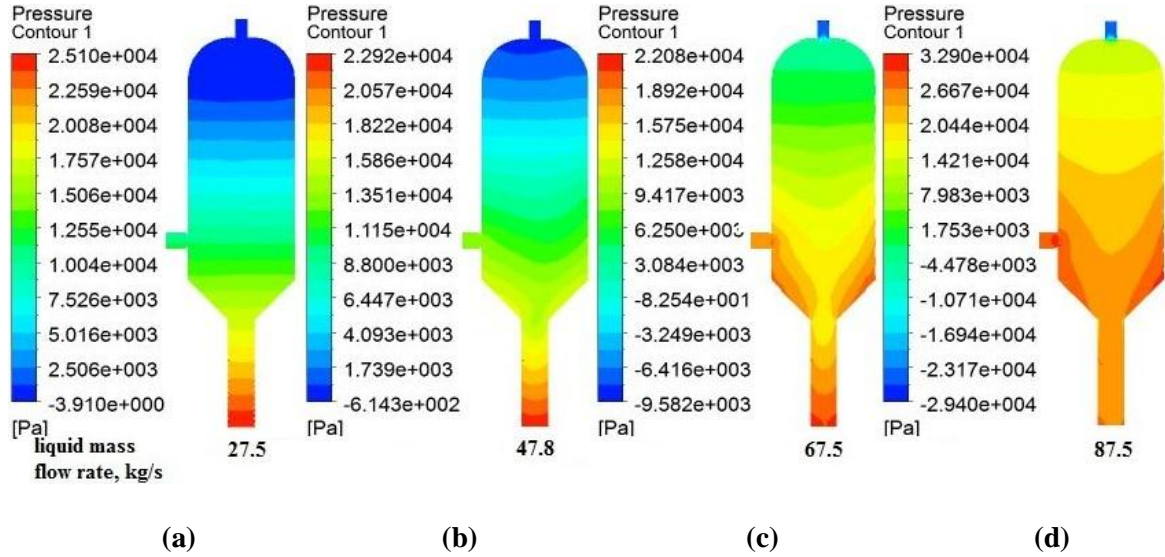 Pressure
Contour 1
2.510e+004
2.259e+004
2.008e+004
1.757e+004
1.506e+004
1.255e+004
1.004e+004
7.526e+003
5.016e+003
2.506e+003
-3.910e+000
[Pa]
Pressure
Contour 1
2.292e+004
2.057e+004
1.822e+004
1.586e+004
1.351e+004
1.115e+004
8.800e+003
6.447e+003
4.093e+003
1.739e+003
-6.143e+002
[Pa]
Pressure
Contour 1
2.208e+004
1.892e+004
1.575e+004
1.258e+004
9.417e+003
6.250e+003
3.084e+003
-8.254e+001
-3.249e+003
-6.416e+003
-9.582e+003
[Pa]
Pressure
Contour 1
3.290e+004
2.667e+004
2.044e+004
1.421e+004
7.983e+003
1.753e+003
-4.478e+003
-1.071e+004
-1.694e+004
-2.317e+004
-2.940e+004
[Pa]
liquid mass
flow rate, kg/s
27.5 47.8 67.5 87.5
(a) (b) (c) (d)